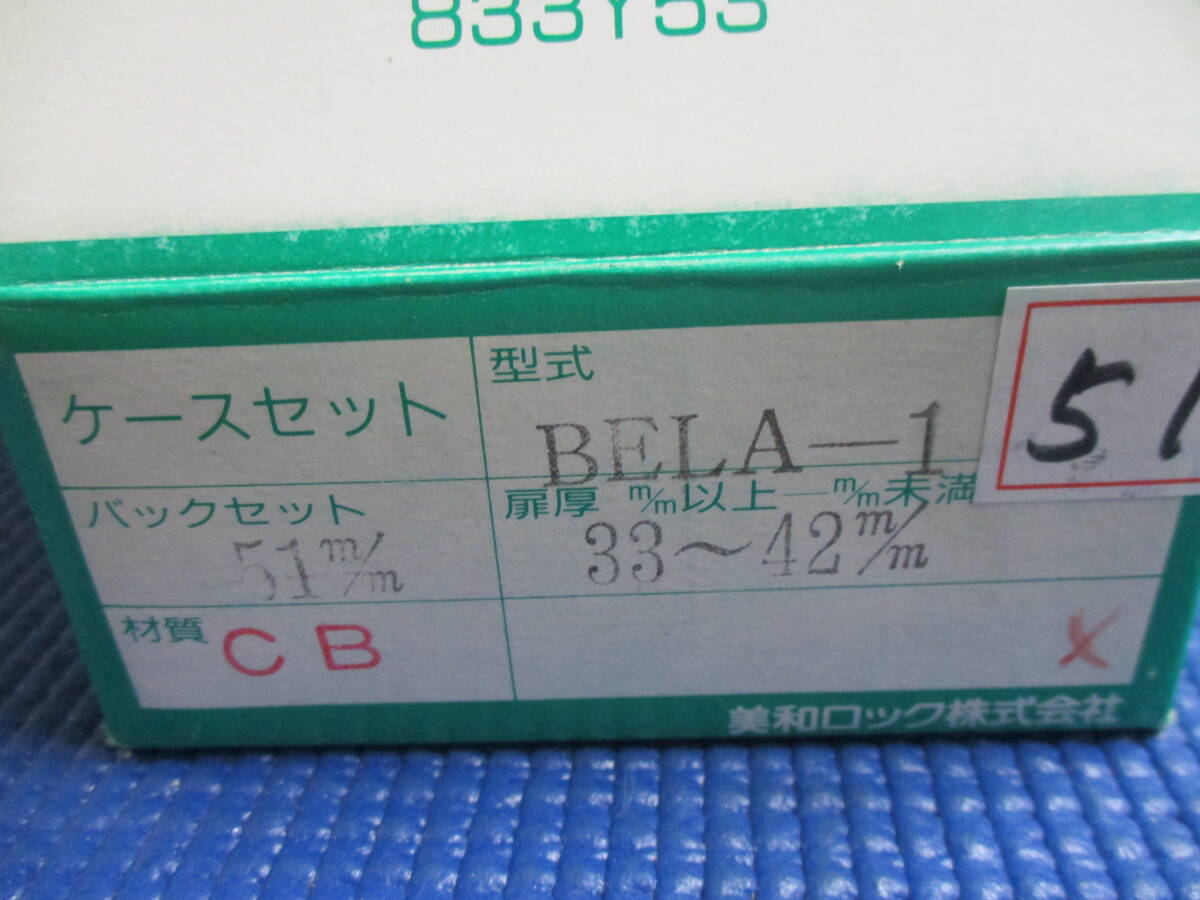 833Y53
ケースセット
型式
BELA—1
51
バックセット
51m/m
扉厚 m/m以上—m/m未満
33〜42m/m
材質 CB
美和ロック株式会社